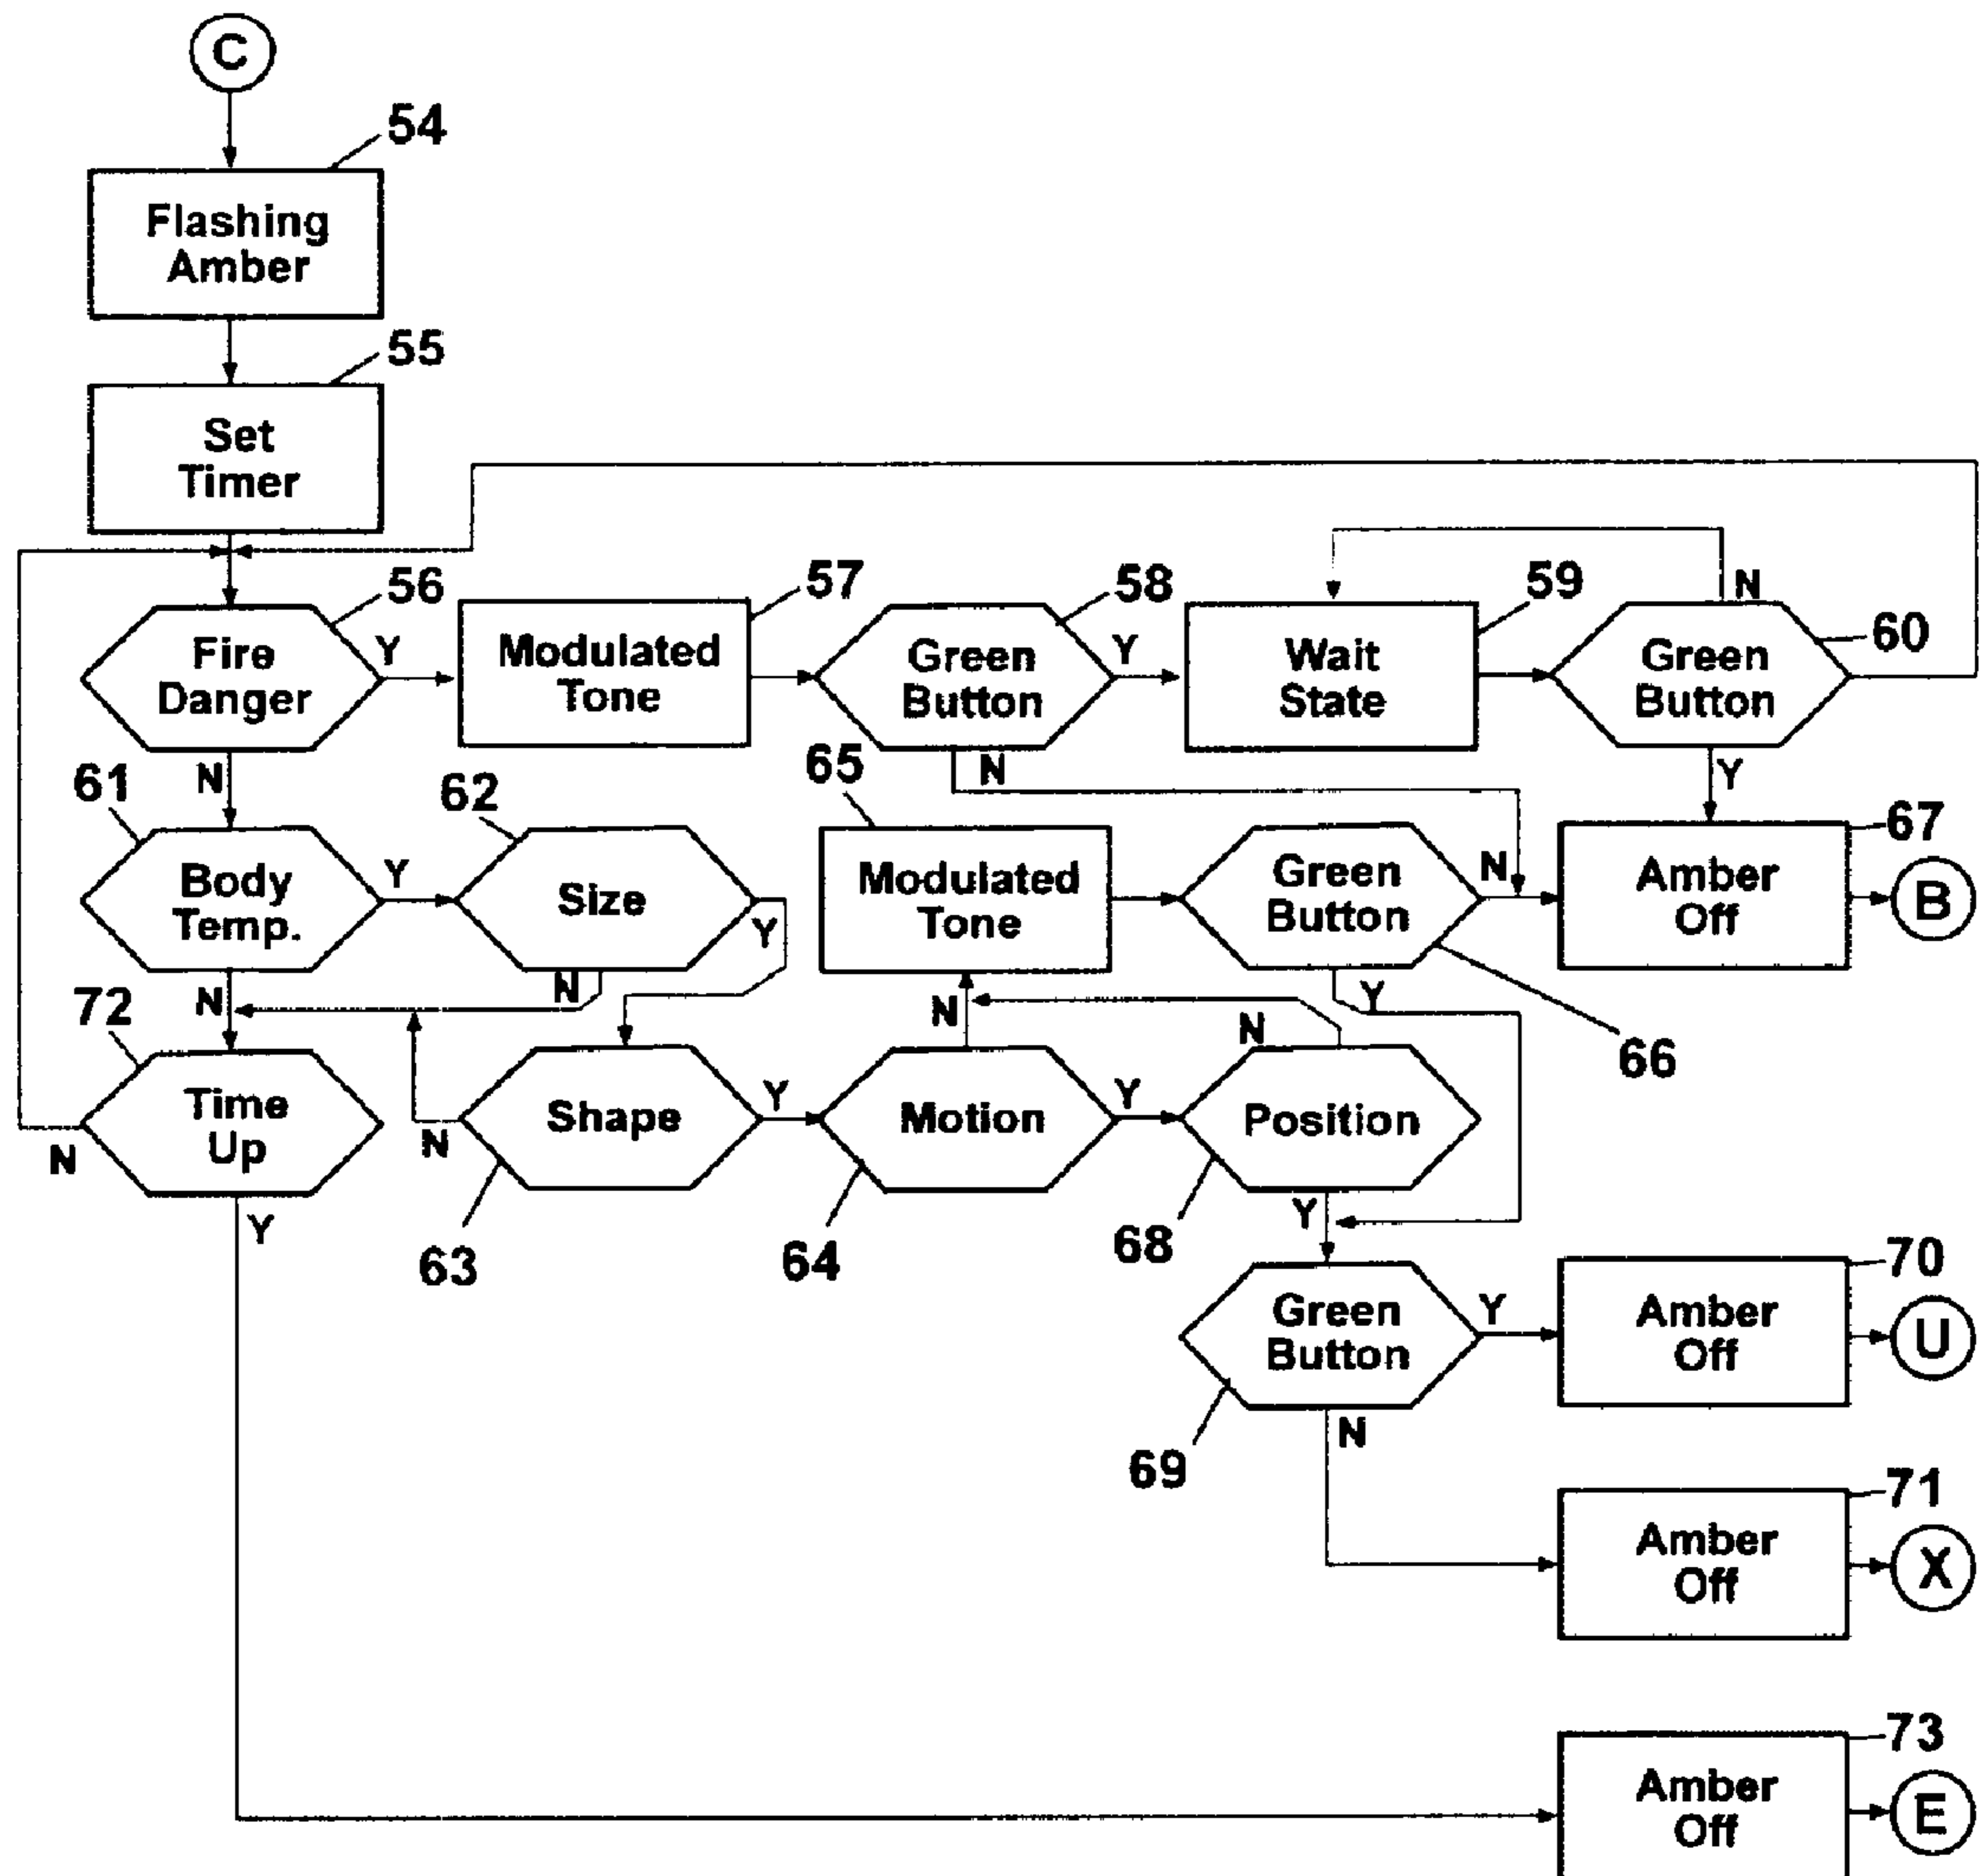 C
54
Flashing
Amber
55
Set
Timer
56
Fire
Danger
Y
N
57
Modulated
Tone
58
Green
Button
Y
N
59
Wait
State
60
Green
Button
N
Y
61
Body
Temp.
Y
N
62
Size
Y
N
65
Modulated
Tone
66
Green
Button
N
Y
67
Amber
Off
B
72
Time
Up
N
Y
63
Shape
Y
N
64
Motion
Y
N
68
Position
N
Y
69
Green
Button
Y
N
70
Amber
Off
U
71
Amber
Off
X
73
Amber
Off
E